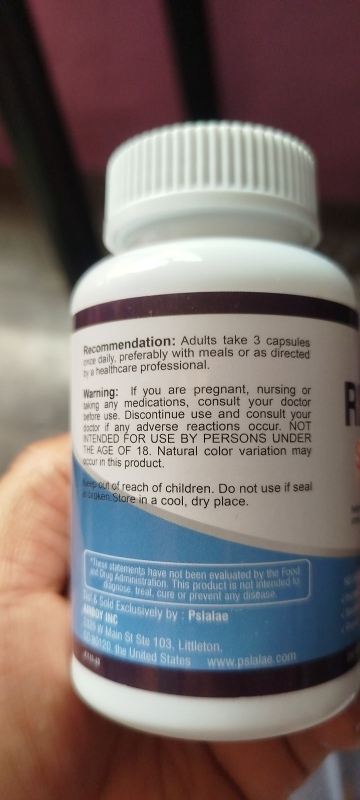 Recommendation: Adults take 3 capsules
once daily, preferably with meals or as directed
by a healthcare professional.
Warning: If you are pregnant, nursing or
taking any medications, consult your doctor
before use. Discontinue use and consult your
doctor if any adverse reactions occur. NOT
INTENDED FOR USE BY PERSONS UNDER
THE AGE OF 18. Natural color variation may
occur in this product.
Keep out of reach of children. Do not use if seal
is broken. Store in a cool, dry place.
*These statements have not been evaluated by the Food
and Drug Administration. This product is not intended to
diagnose, treat, cure or prevent any disease.
& Sold Exclusively by : Pslalae
INC
W Main St Ste 103, Littleton,
80120, the United States www.pslalae.com
R